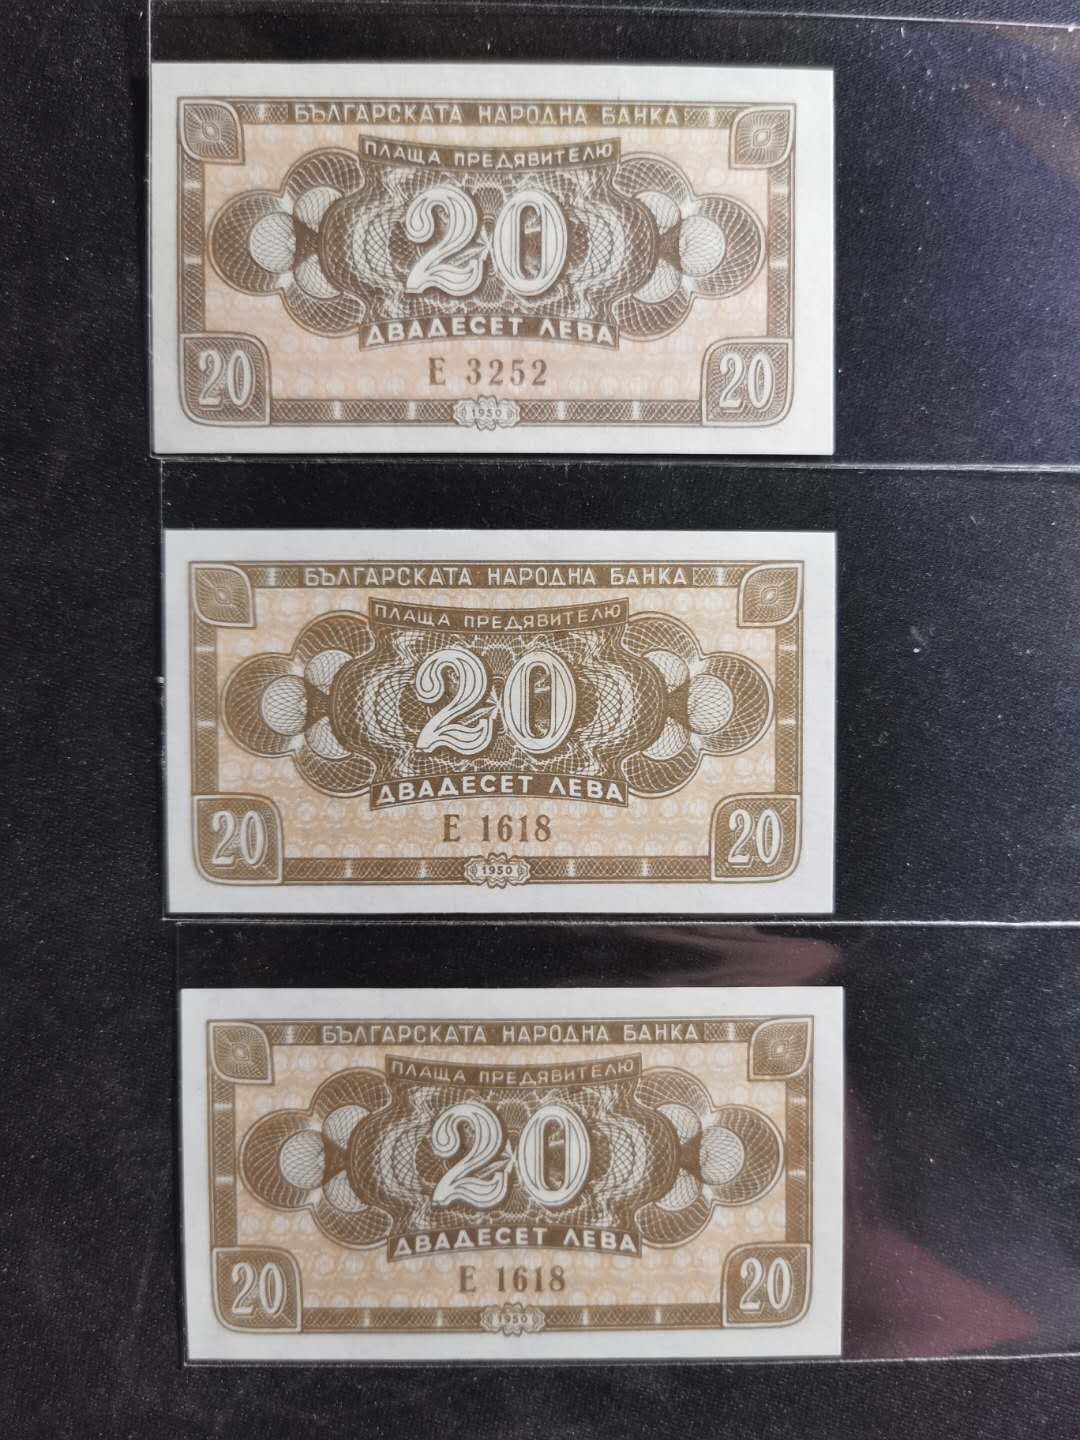 БЪЛГАРСКАТА НАРОДНА БАНКА
ПЛАЩА ПРЕДЯВИТЕЛЮ
20
ДВАДЕСЕТ ЛЕВА
Е 3252
20 20
1950
БЪЛГАРСКАТА НАРОДНА БАНКА
ПЛАЩА ПРЕДЯВИТЕЛЮ
20
ДВАДЕСЕТ ЛЕВА
Е 1618
20 20
1950
БЪЛГАРСКАТА НАРОДНА БАНКА
ПЛАЩА ПРЕДЯВИТЕЛЮ
20
ДВАДЕСЕТ ЛЕВА
Е 1618
20 20
1950